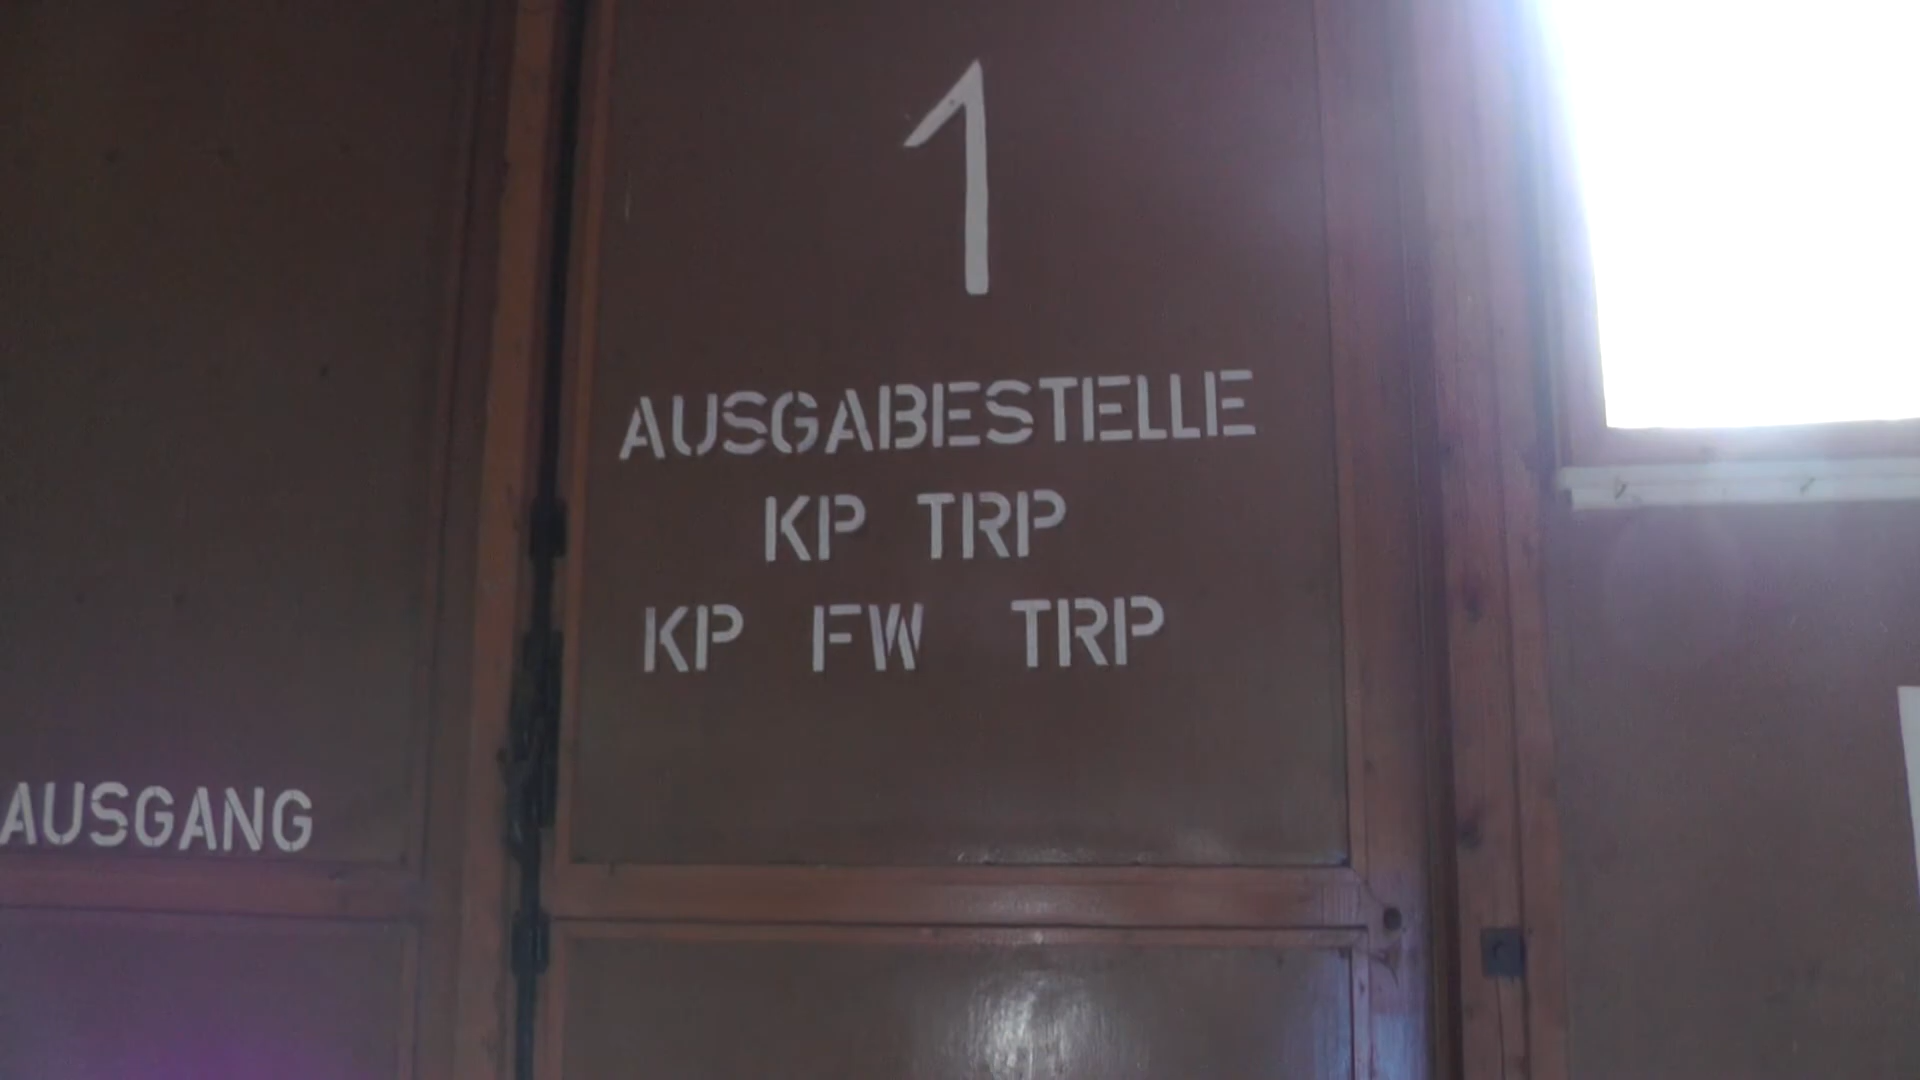 1
AUSGABESTELLE
KP TRP
KP FW TRP
AUSGANG